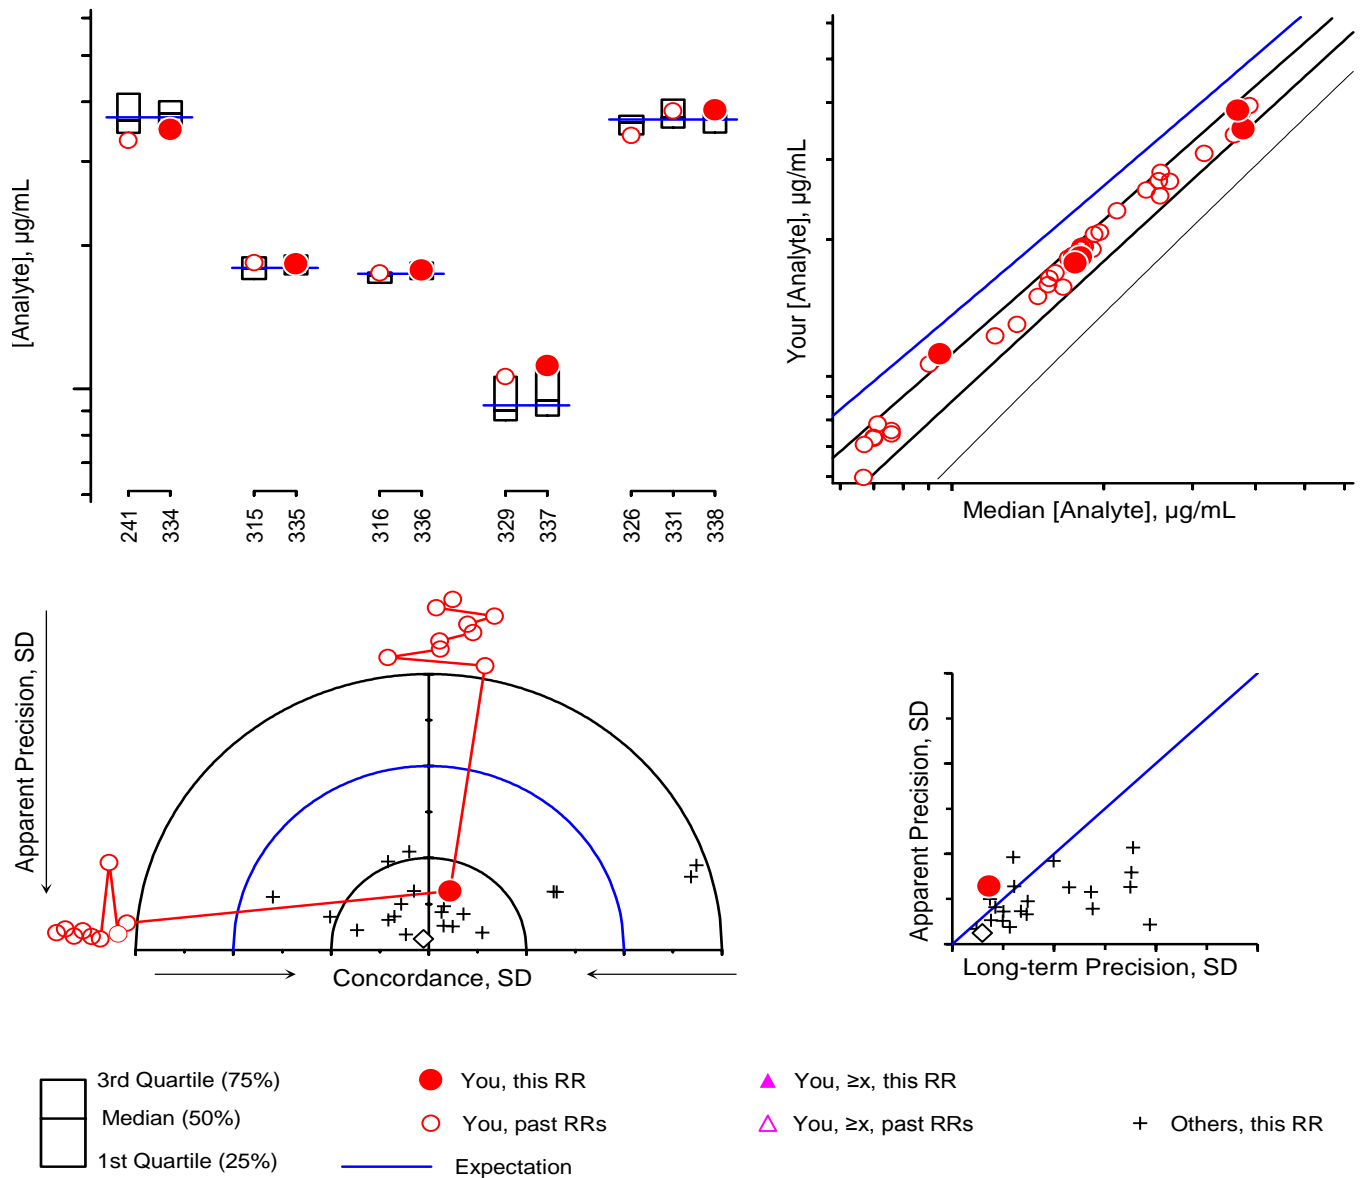 [Analyte], µg/mL
241
334
315
335
316
336
329
337
326
331
338
Your [Analyte], µg/mL
Median [Analyte], µg/mL
Apparent Precision, SD
Concordance, SD
Apparent Precision, SD
Long-term Precision, SD
3rd Quartile (75%)
Median (50%)
1st Quartile (25%)
You, this RR
You, past RRs
Expectation
You, ≥x, this RR
You, ≥x, past RRs
Others, this RR